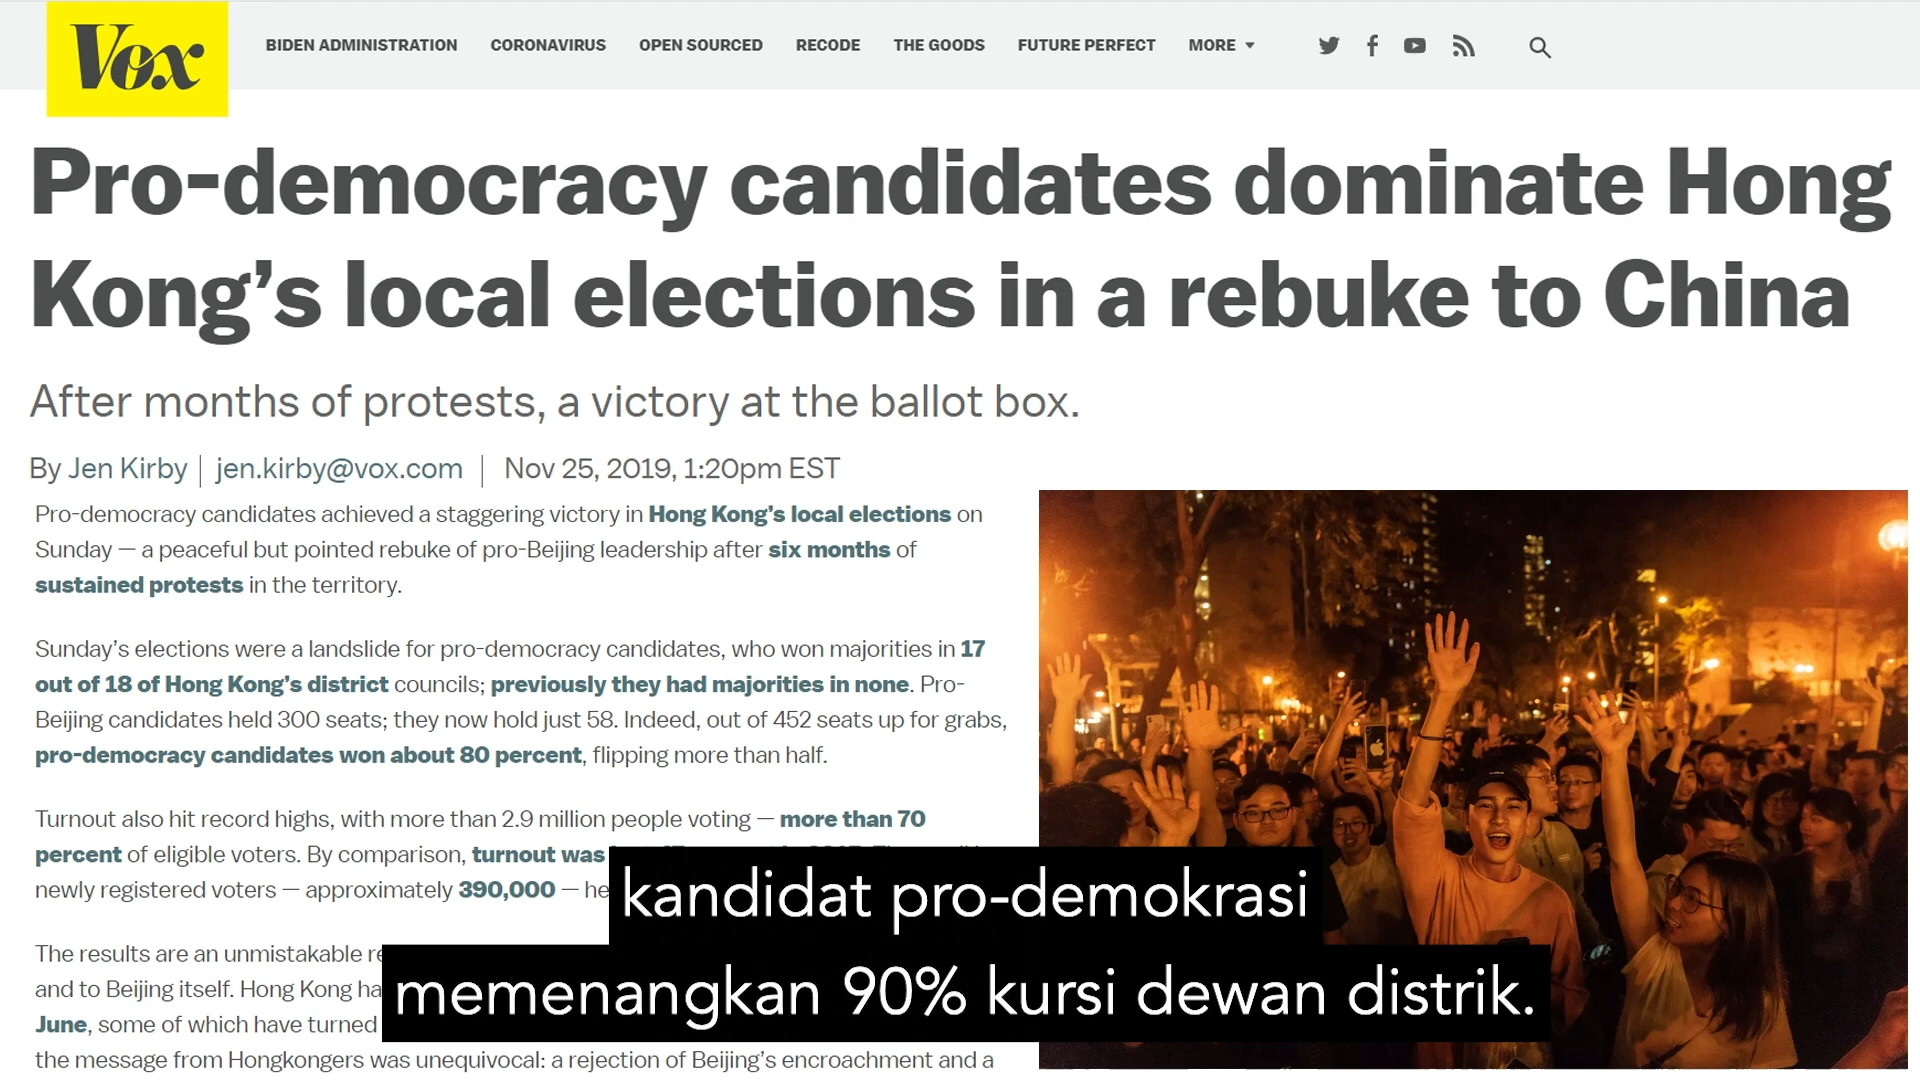 Vox
BIDEN ADMINISTRATION CORONAVIRUS OPEN SOURCED RECODE THE GOODS FUTURE PERFECT MORE
Pro-democracy candidates dominate Hong
Kong's local elections in a rebuke to China
After months of protests, a victory at the ballot box.
By Jen Kirby | jen.kirby@vox.com | Nov 25, 2019, 1:20pm EST
Pro-democracy candidates achieved a staggering victory in Hong Kong's local elections on
Sunday — a peaceful but pointed rebuke of pro-Beijing leadership after six months of
sustained protests in the territory.
Sunday's elections were a landslide for pro-democracy candidates, who won majorities in 17
out of 18 of Hong Kong's district councils; previously they had majorities in none. Pro-
Beijing candidates held 300 seats; they now hold just 58. Indeed, out of 452 seats up for grabs,
pro-democracy candidates won about 80 percent, flipping more than half.
Turnout also hit record highs, with more than 2.9 million people voting — more than 70
percent of eligible voters. By comparison, turnout was
newly registered voters — approximately 390,000 —
The results are an unmistakable
and to Beijing itself. Hong Kong
June, some of which have turned
the message from Hongkongers was unequivocal: a rejection of Beijing's encroachment and a
kandidat pro-demokrasi
memenangkan 90% kursi dewan distrik.